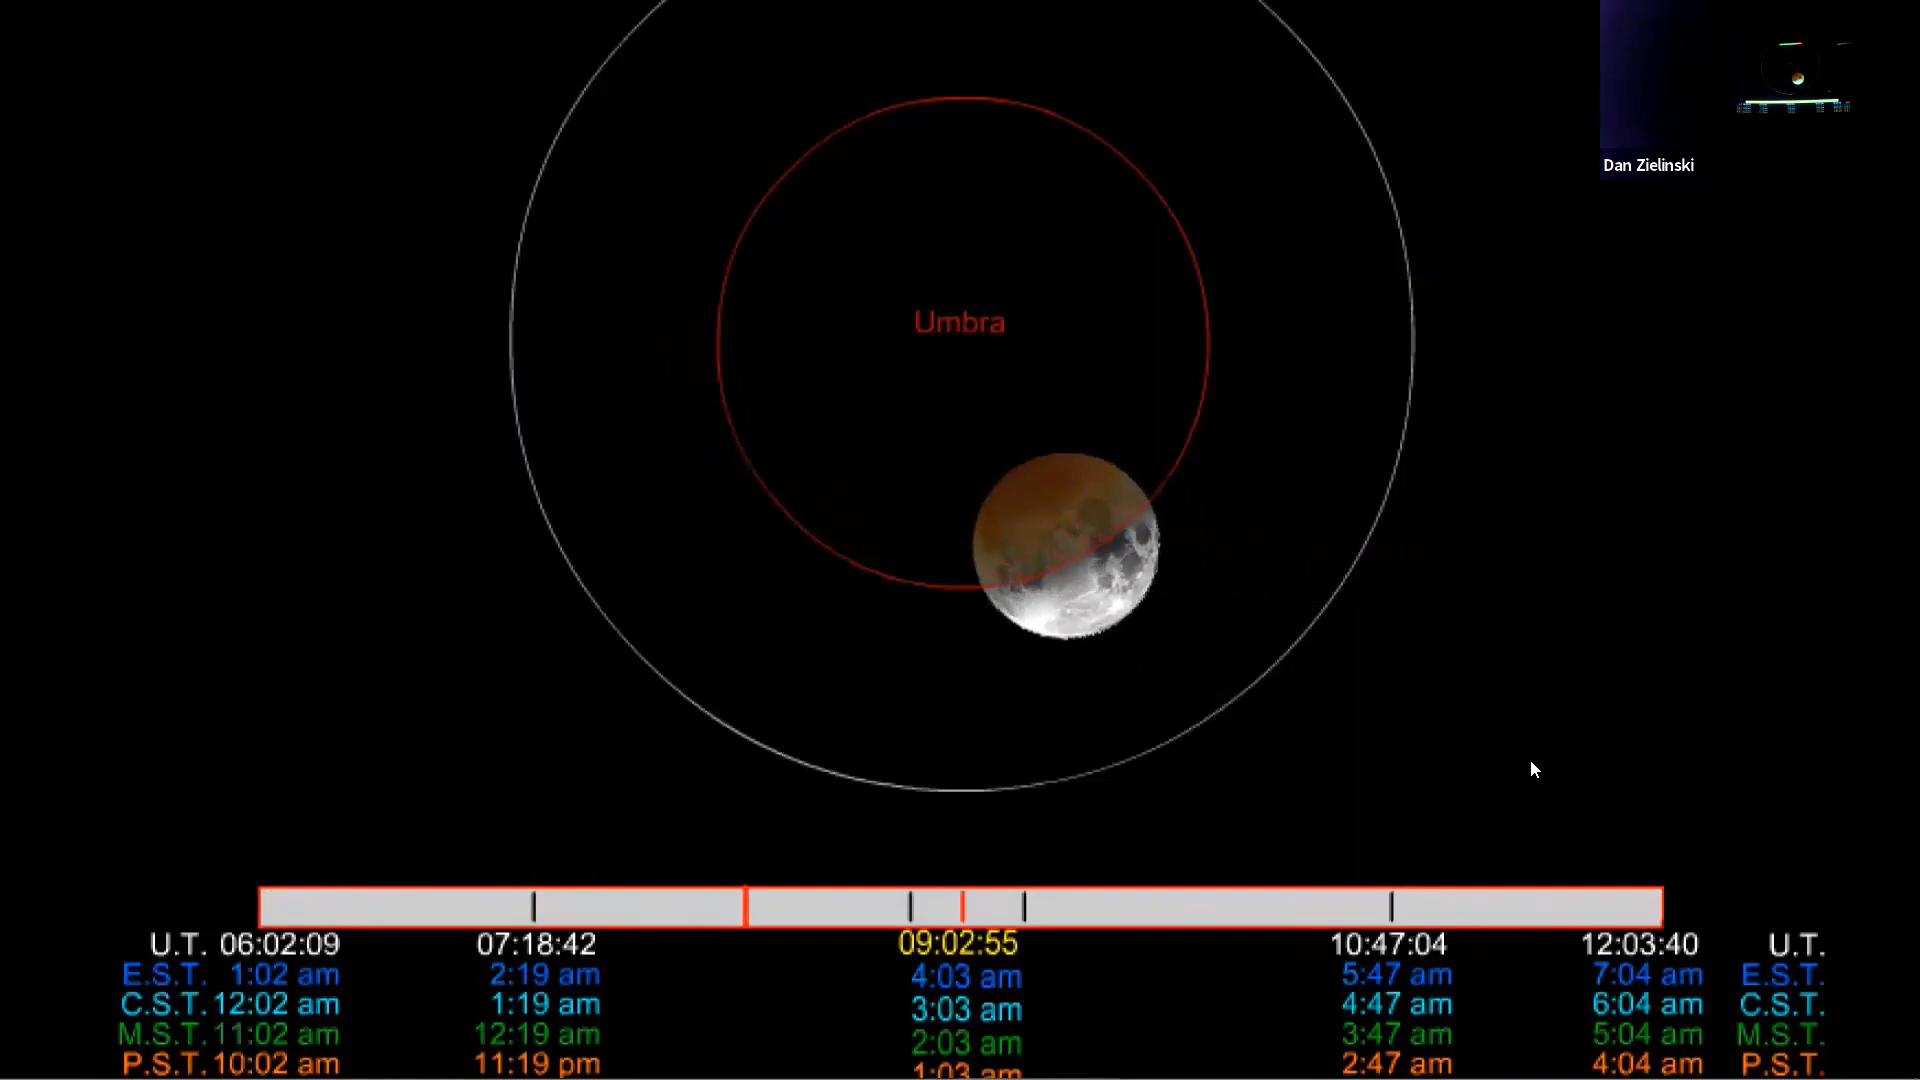 Dan Zielinski
Umbra
U.T. 06:02:09 07:18:42 09:02:55 10:47:04 12:03:40 U.T.
E.S.T. 1:02 am 2:19 am 4:03 am 5:47 am 7:04 am E.S.T.
C.S.T. 12:02 am 1:19 am 3:03 am 4:47 am 6:04 am C.S.T.
M.S.T. 11:02 am 12:19 am 2:03 am 3:47 am 5:04 am M.S.T.
P.S.T. 10:02 am 11:19 pm 1:03 am 2:47 am 4:04 am P.S.T.